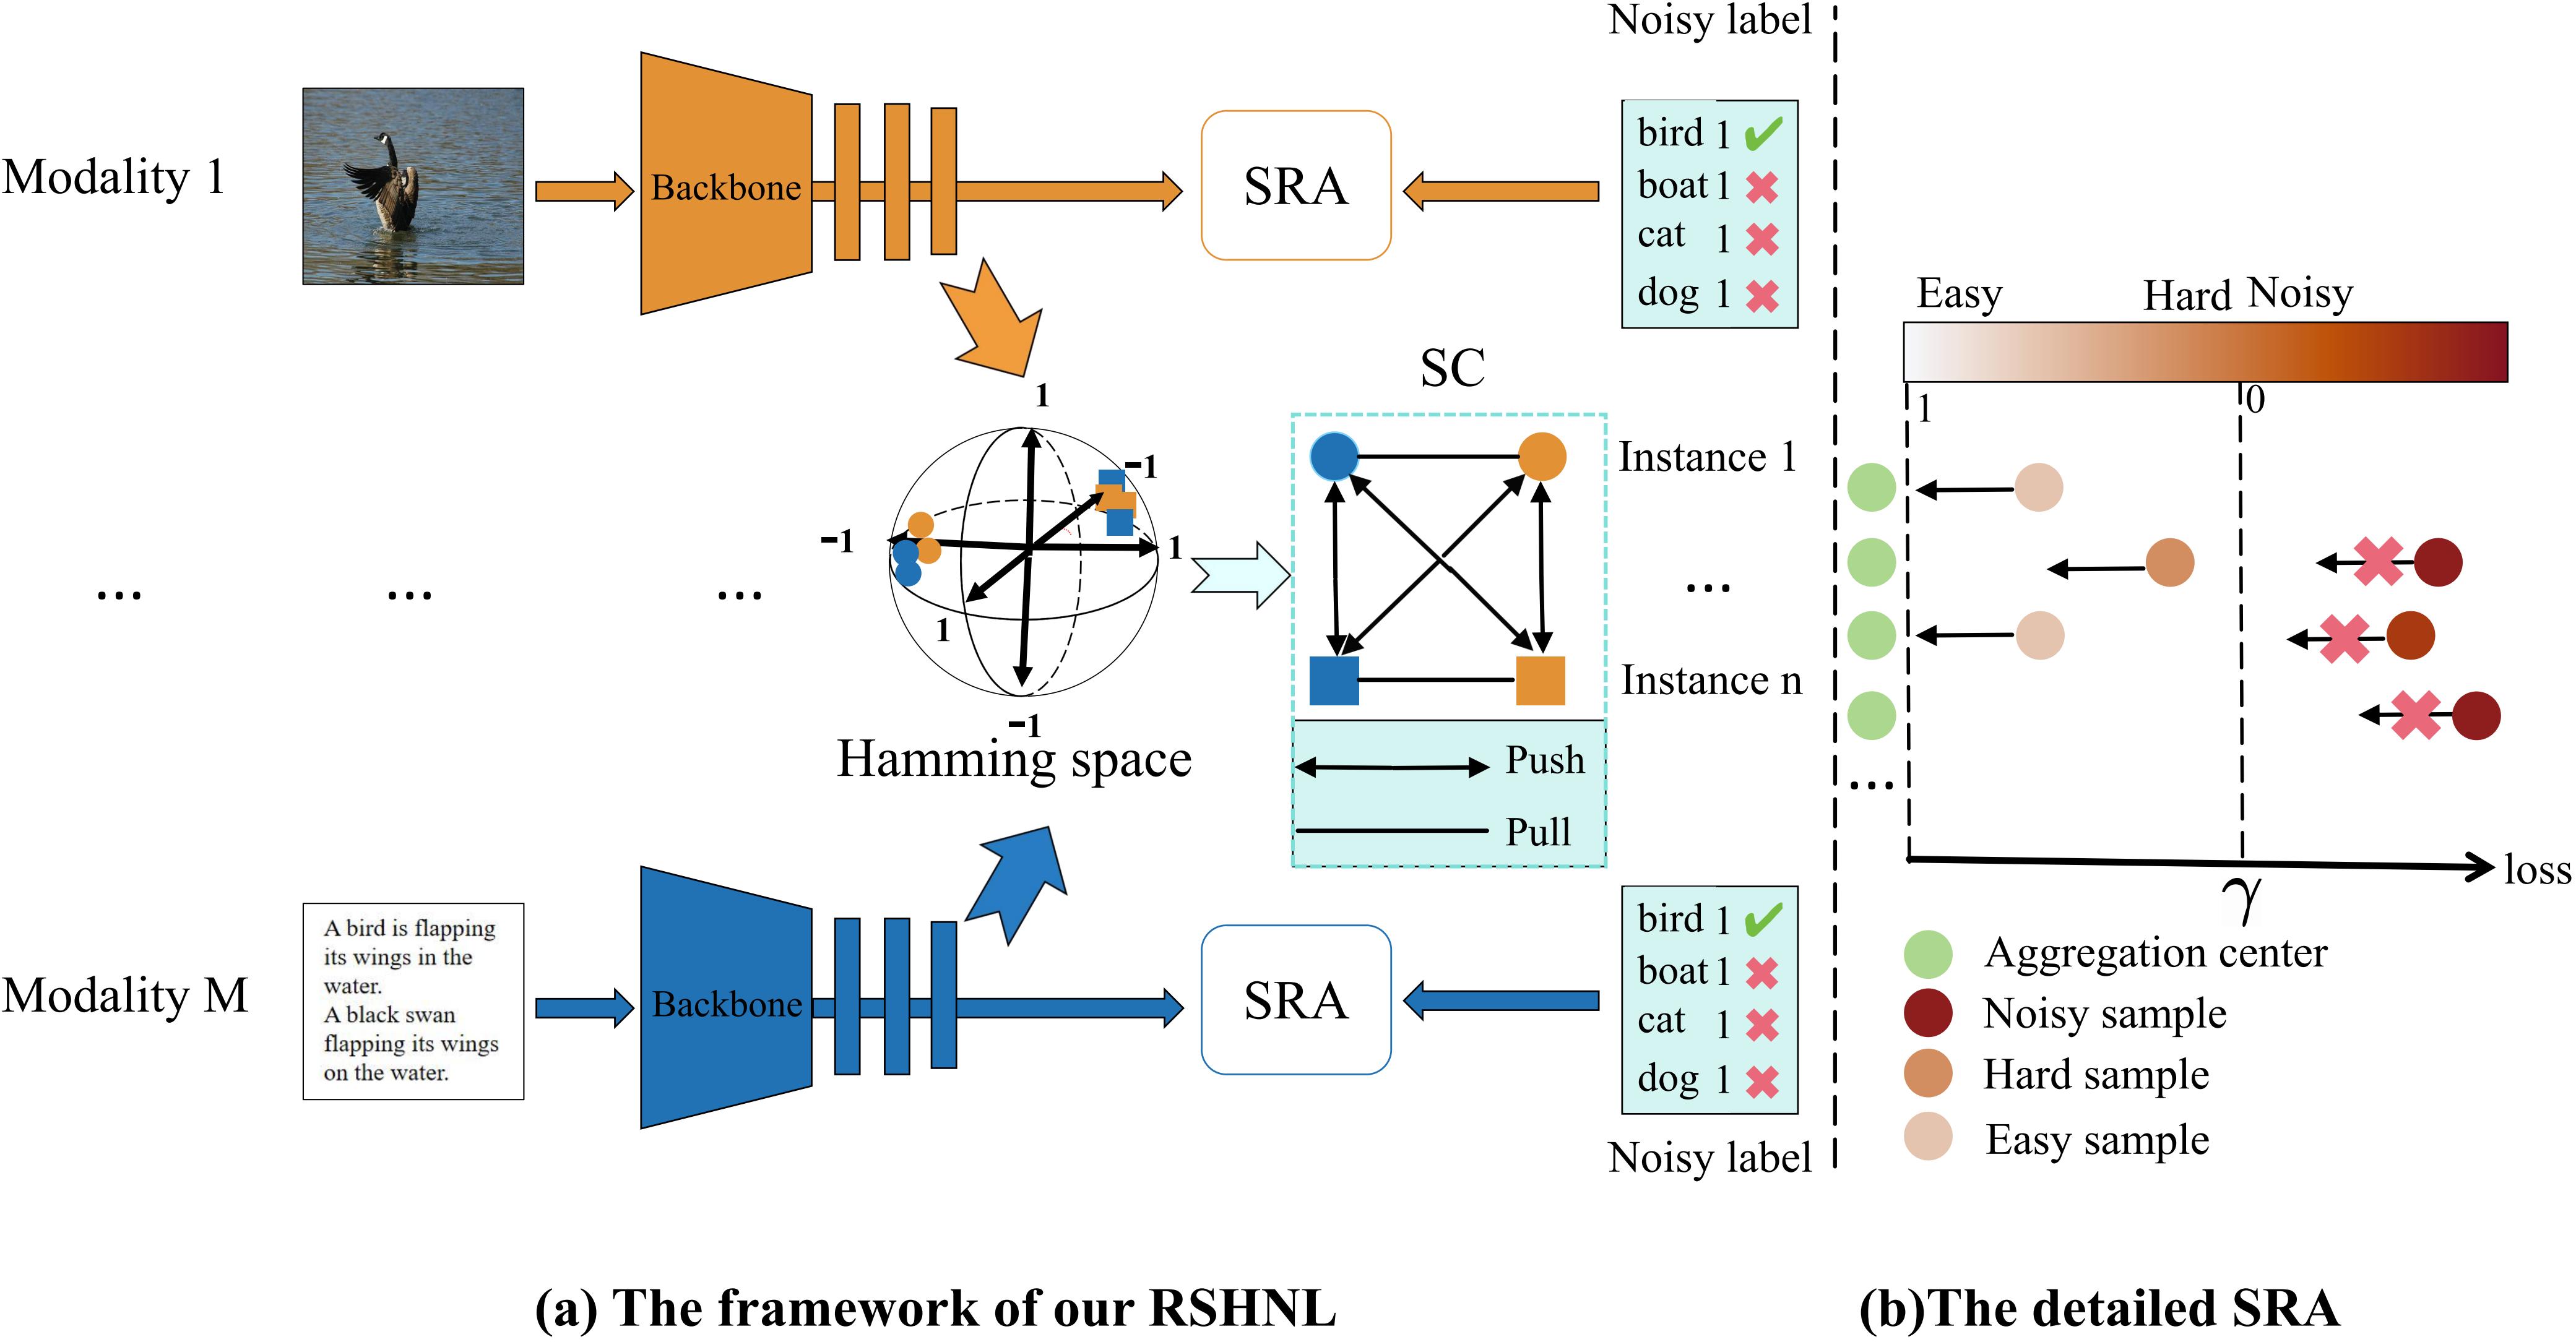 Noisy label
Modality 1
Backbone
SRA
bird 1
boat 1
cat 1
dog 1
Easy
Hard
Noisy
1
0
SC
1
-1
-1
1
1
-1
Hamming space
Instance 1
...
Instance n
Push
Pull
...
...
...
...
loss
γ
Modality M
A bird is flapping
its wings in the
water.
A black swan
flapping its wings
on the water.
Backbone
SRA
bird 1
boat 1
cat 1
dog 1
Noisy label
Aggregation center
Noisy sample
Hard sample
Easy sample
(a) The framework of our RSHNL
(b)The detailed SRA